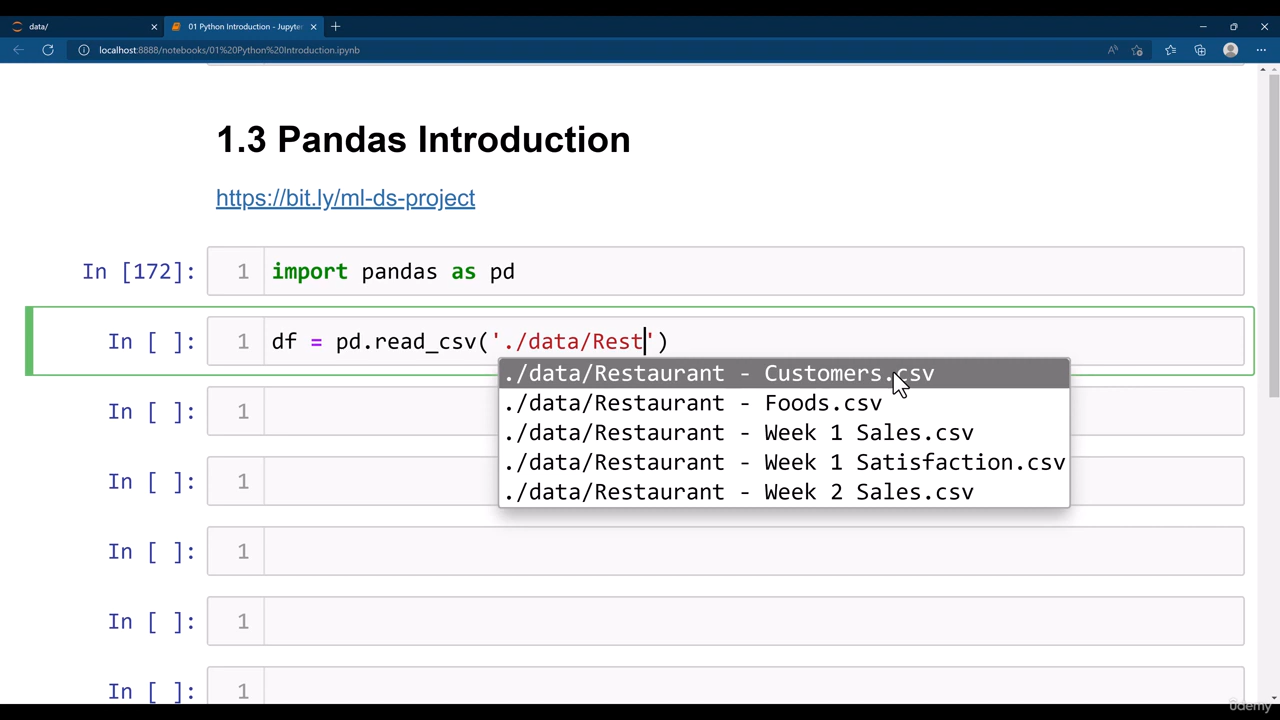 data/
01 Python Introduction - Jupyter
localhost:8888/notebooks/01%20Python%20Introduction.ipynb
1.3 Pandas Introduction
https://bit.ly/ml-ds-project
In [172]: 1 import pandas as pd
In [ ]: 1 df = pd.read_csv('./data/Rest')
./data/Restaurant - Customers.csv
./data/Restaurant - Foods.csv
In [ ]: 1
./data/Restaurant - Week 1 Sales.csv
./data/Restaurant - Week 1 Satisfaction.csv
In [ ]: 1
./data/Restaurant - Week 2 Sales.csv
In [ ]: 1
In [ ]: 1
In [ ]: 1
ûdemy